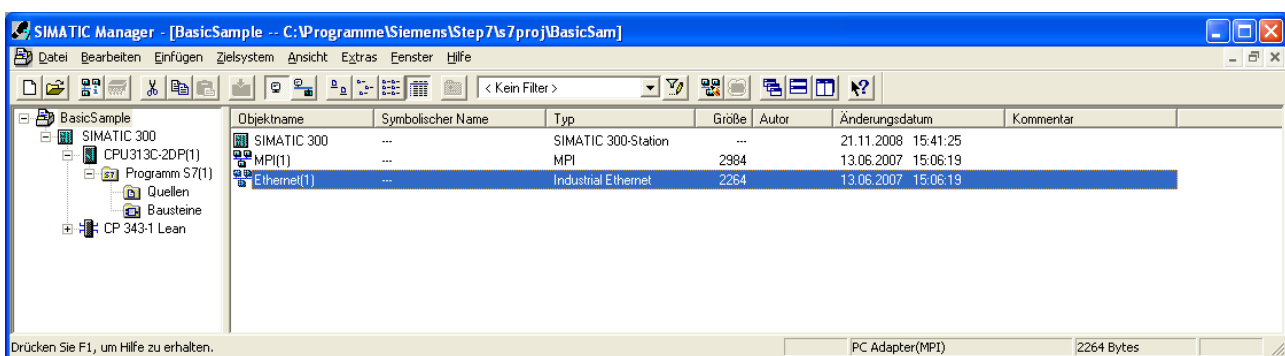 SIMATIC Manager - [BasicSample -- C:\Programme\Siemens\Step7\s7proj\BasicSam]
Datei Bearbeiten Einfügen Zielsystem Ansicht Extras Fenster Hilfe
< Kein Filter >
BasicSample
SIMATIC 300
CPU313C-2DP(1)
Programm S7(1)
Quellen
Bausteine
CP 343-1 Lean
Objektname Symbolischer Name Typ Größe Autor Änderungsdatum Kommentar
SIMATIC 300 --- SIMATIC 300-Station --- 21.11.2008 15:41:25
MPI(1) --- MPI 2984 13.06.2007 15:06:19
Ethernet(1) --- Industrial Ethernet 2264 13.06.2007 15:06:19
Drücken Sie F1, um Hilfe zu erhalten. PC Adapter(MPI) 2264 Bytes